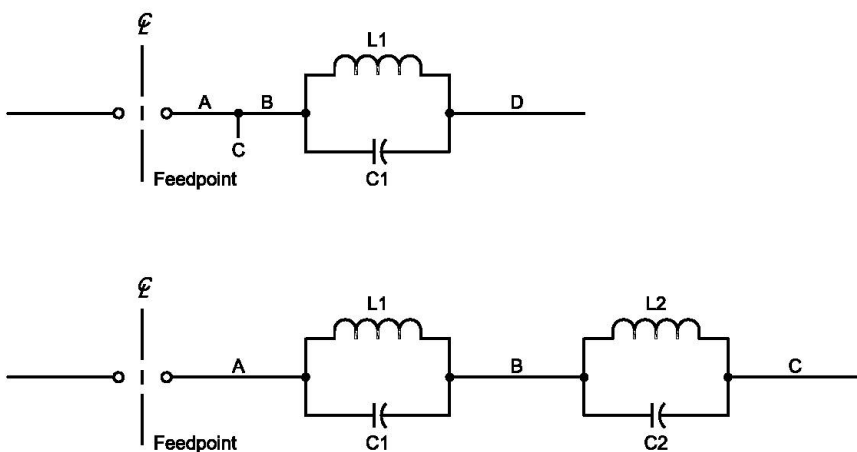 ℄
L1
A B D
C
C1
Feedpoint
℄
L1 L2
A B C
C1 C2
Feedpoint